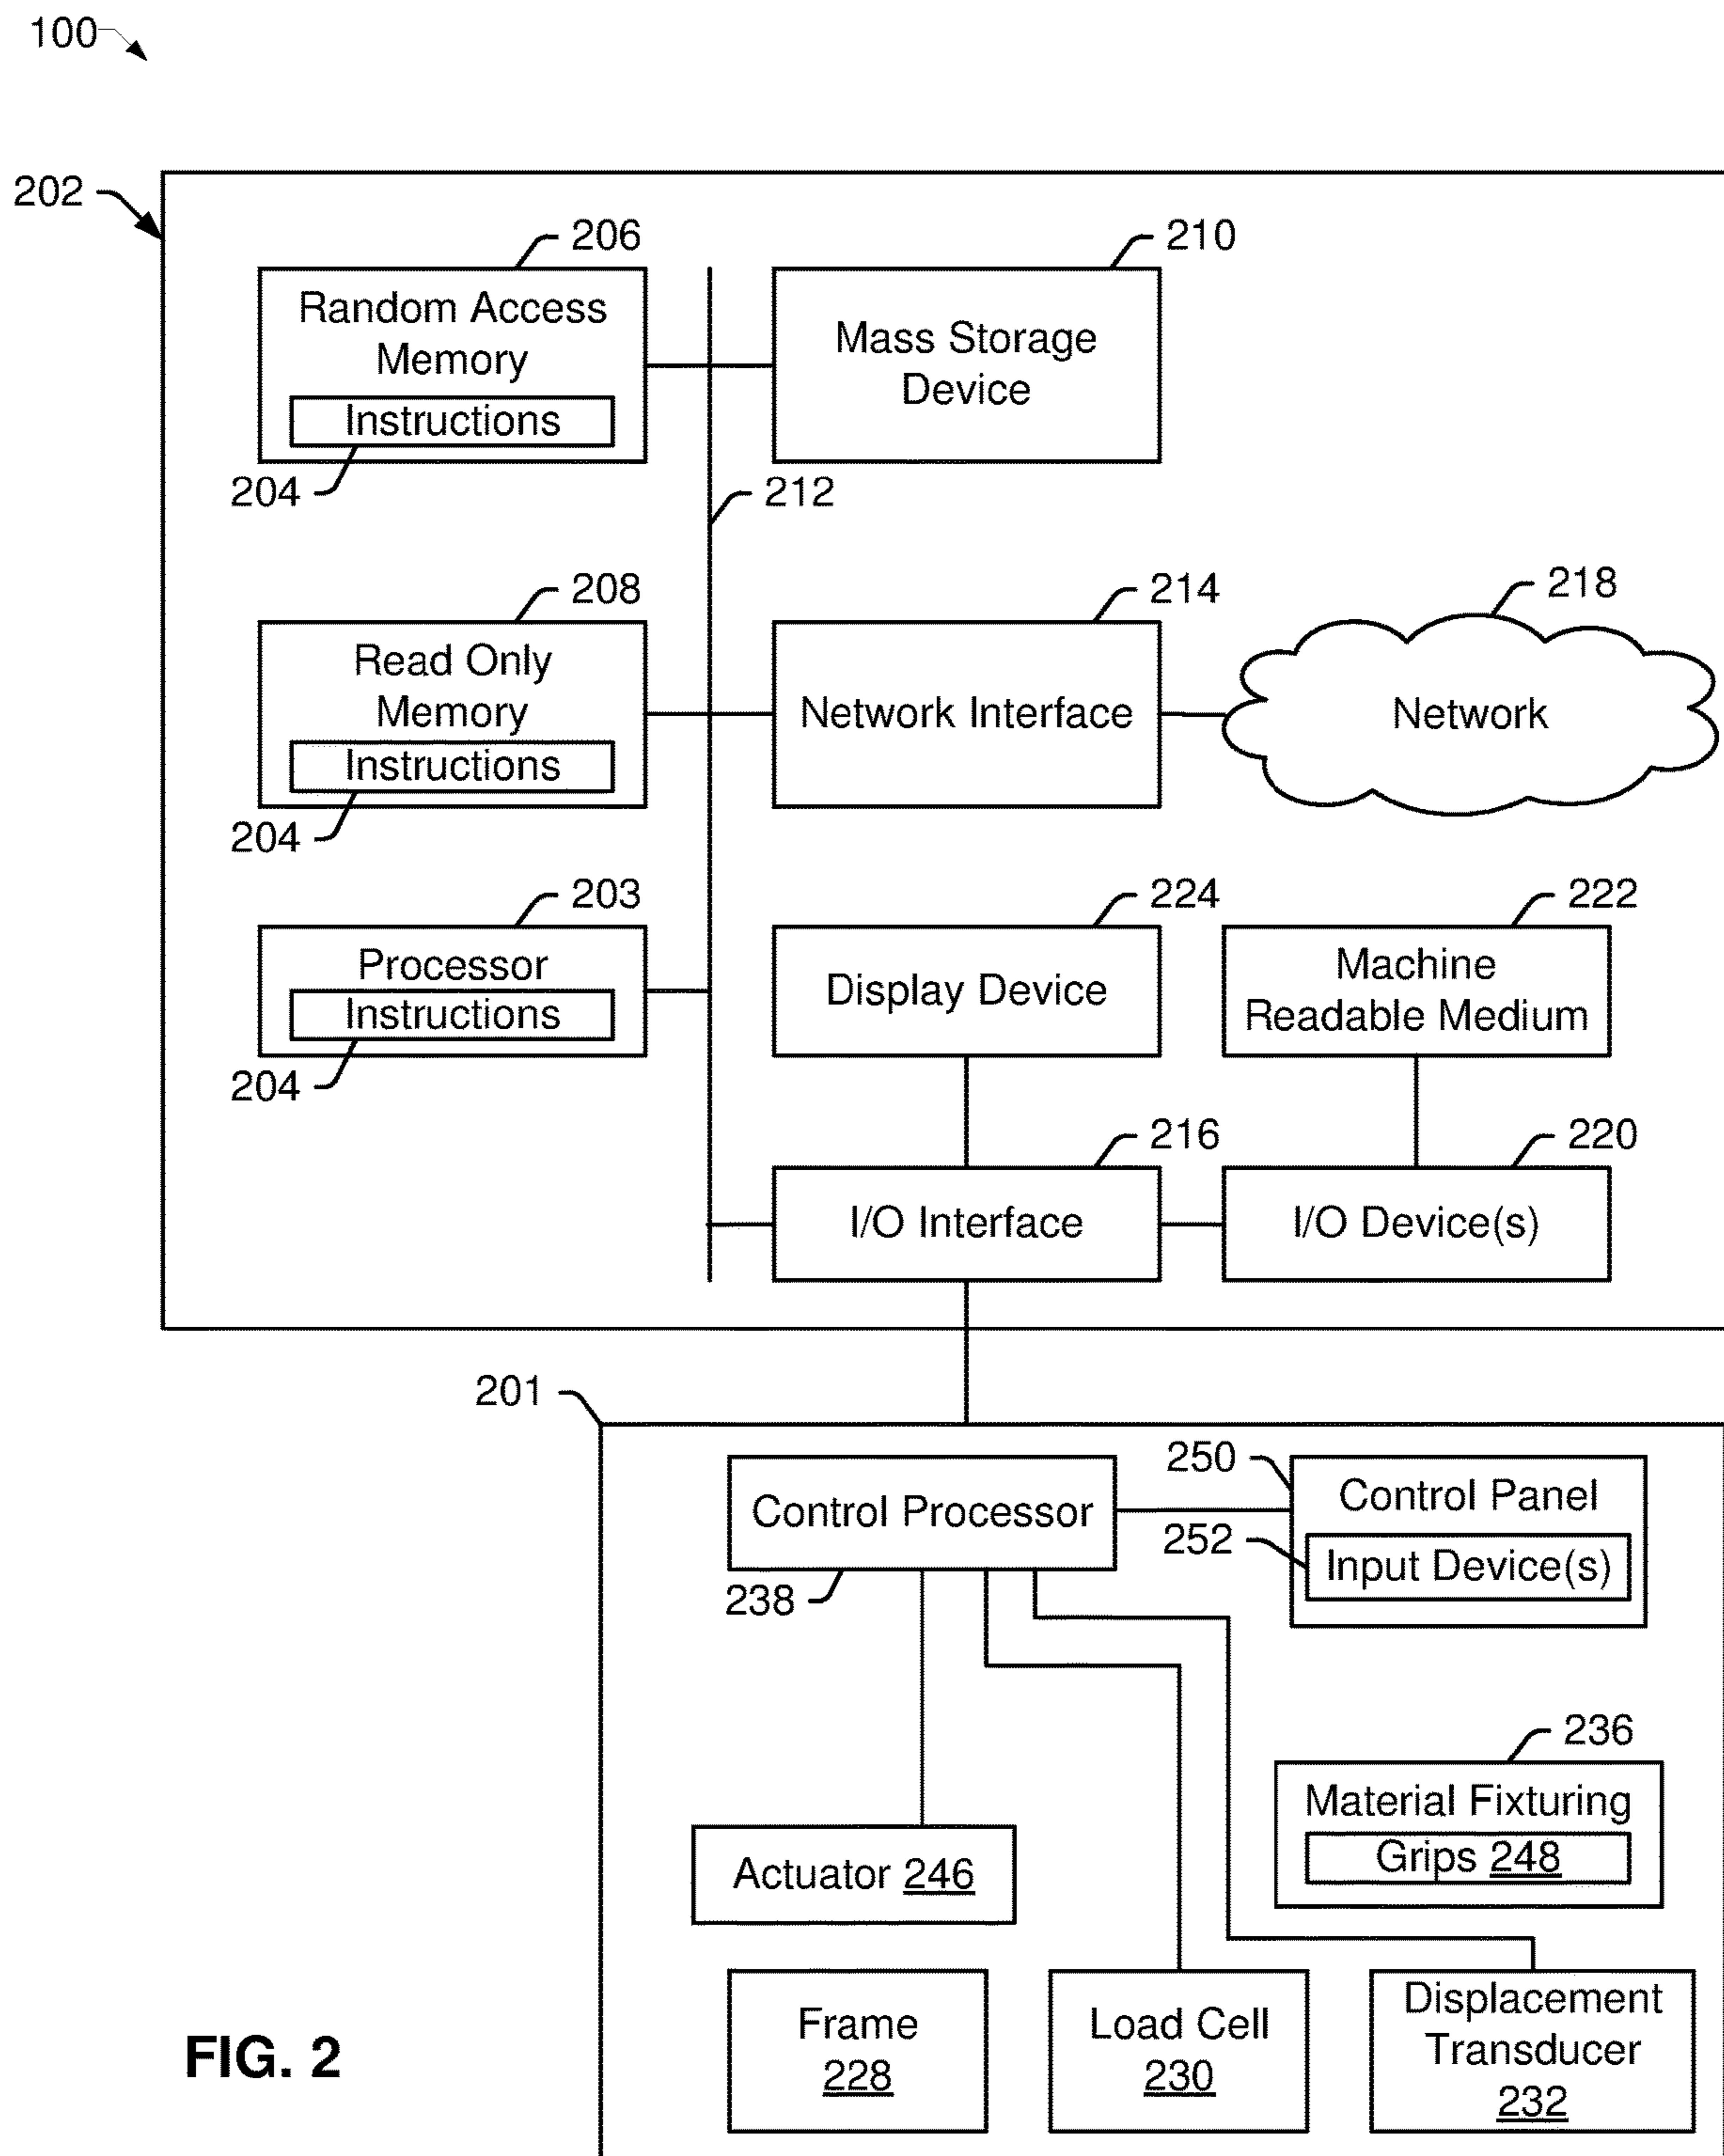 100
202
206
210
Random Access
Memory
Instructions
Mass Storage
Device
204
212
208
214
218
Read Only
Memory
Instructions
Network Interface
Network
204
203
224
222
Processor
Instructions
Display Device
Machine
Readable Medium
204
216
220
I/O Interface
I/O Device(s)
201
Control Processor
238
250
Control Panel
252
Input Device(s)
236
Material Fixturing
Grips 248
Actuator 246
Frame
228
Load Cell
230
Displacement
Transducer
232
FIG. 2